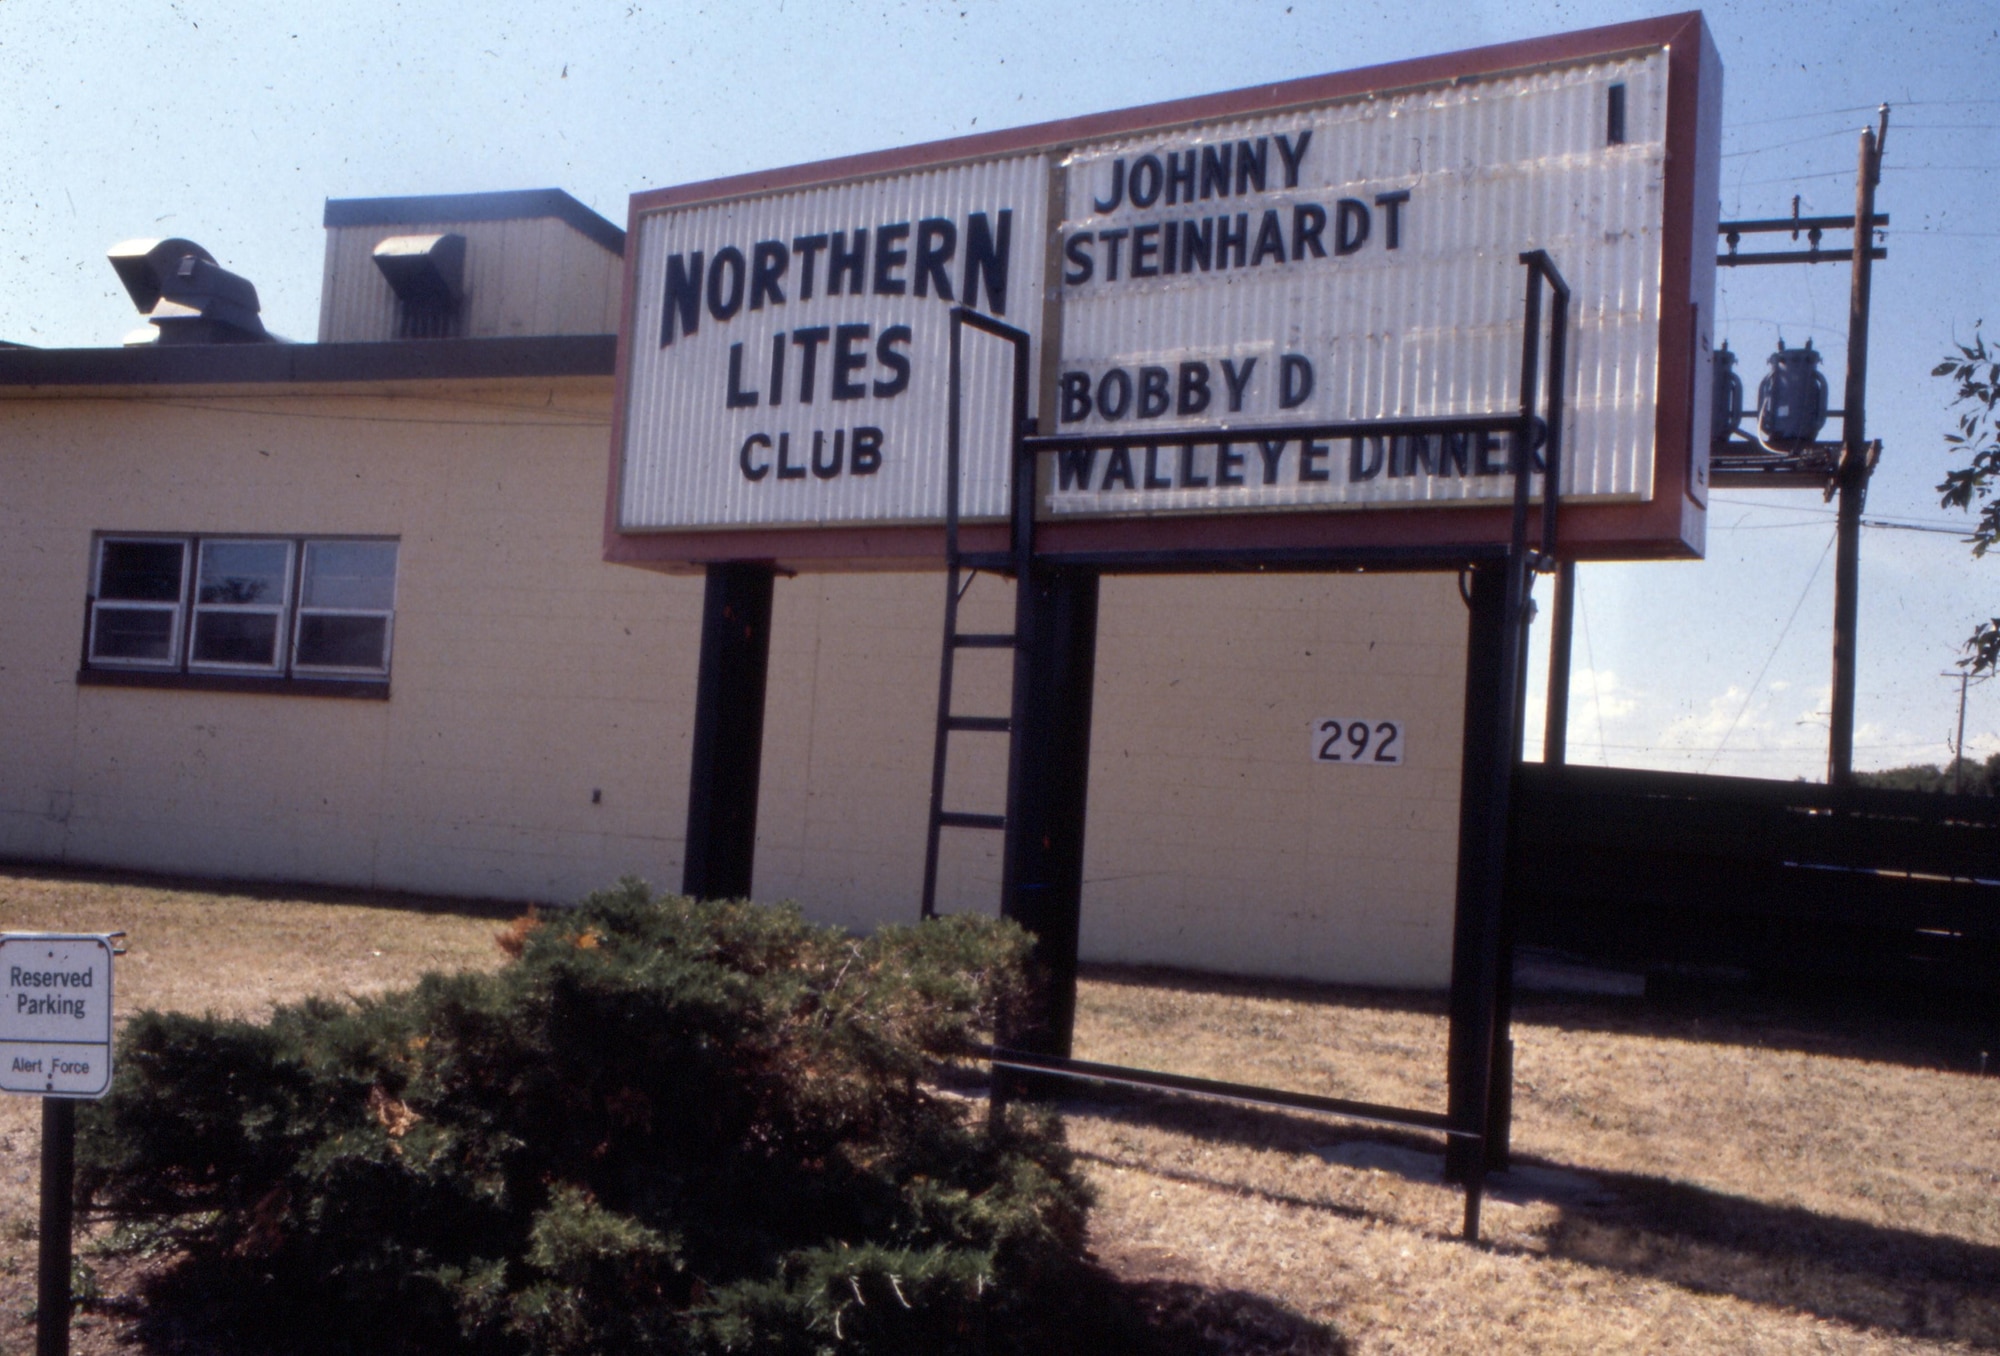 NORTHERN
LITES
CLUB
JOHNNY
STEINHARDT
BOBBY D
WALLEYE DINNER
292
Reserved
Parking
Alert Force